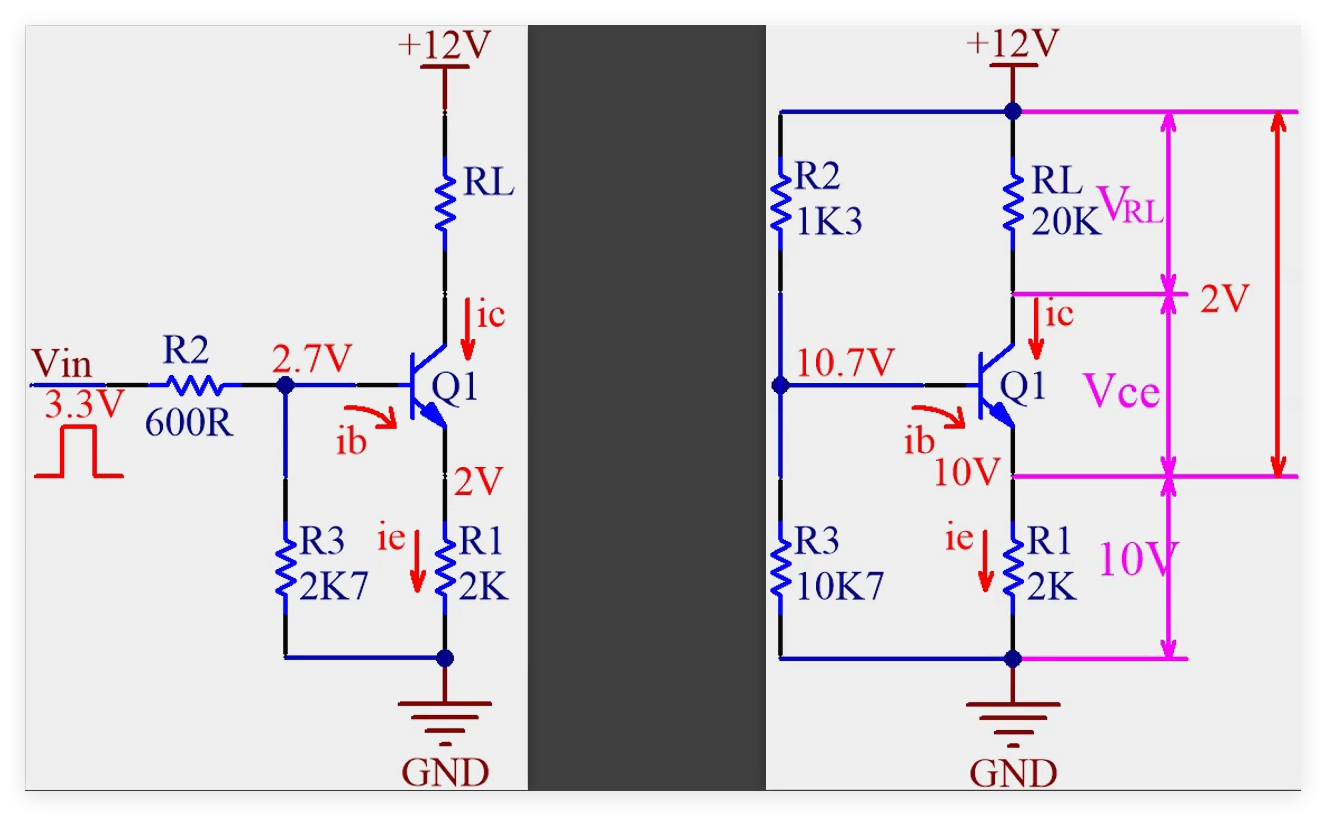 +12V
RL
ic
R2
Vin
2.7V
Q1
3.3V
600R
ib
2V
R3
ie
R1
2K7
2K
GND
+12V
R2
RL
VRL
1K3
20K
ic
2V
10.7V
Q1
Vce
ib
10V
R3
ie
R1
10V
10K7
2K
GND